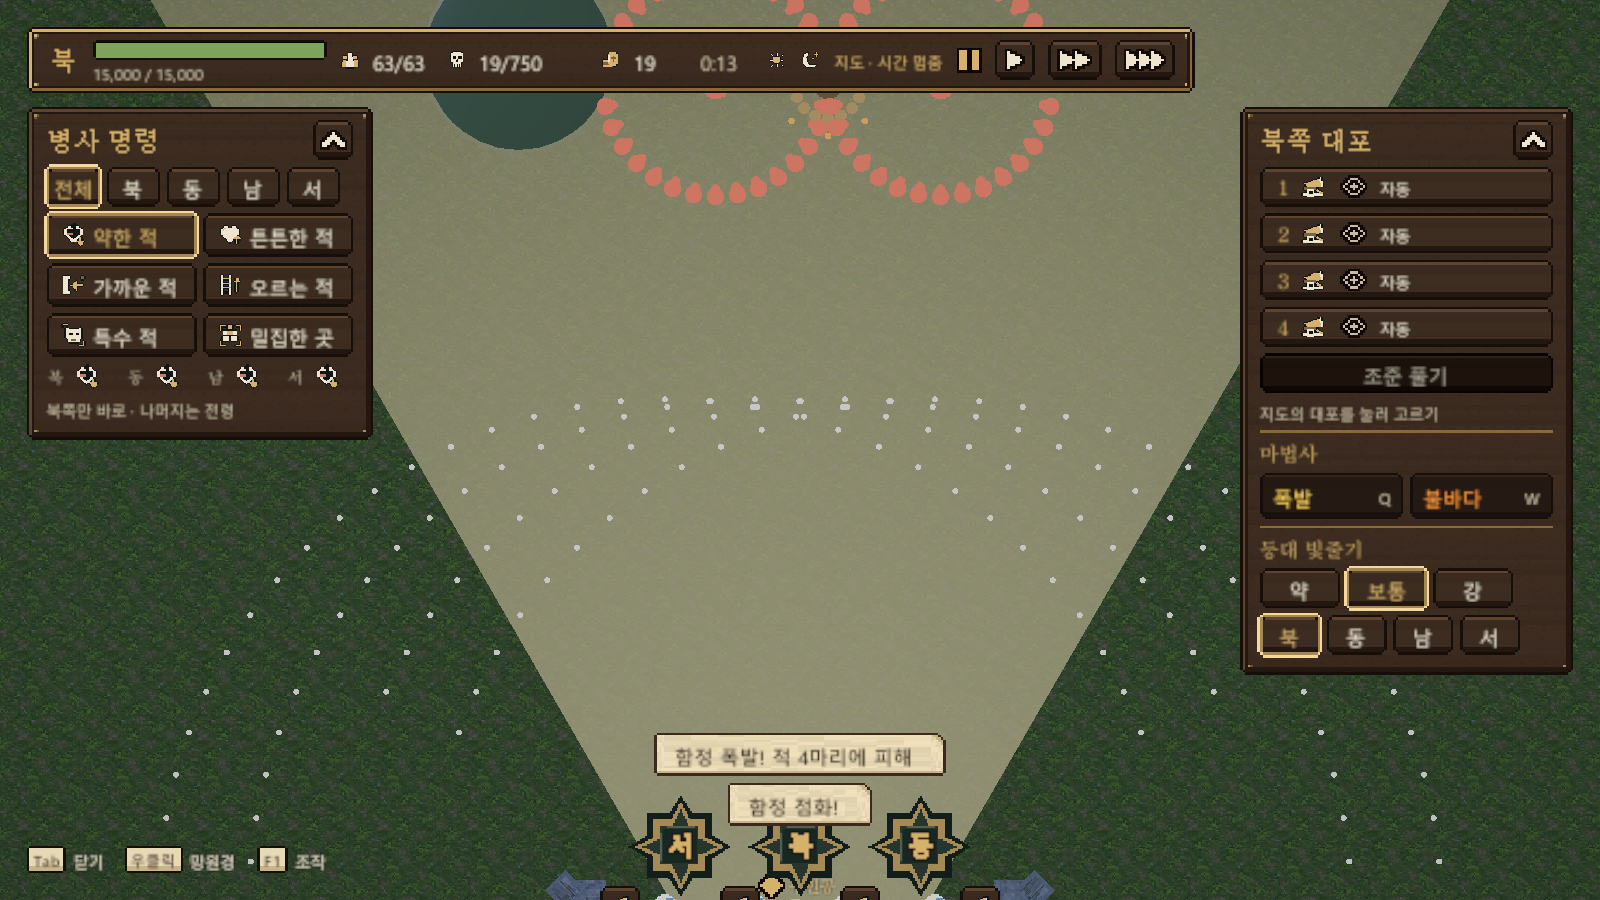 북
15,000 / 15,000
63/63
19/750
19
0:13
지도 · 시간 멈춤
병사 명령
전체 북 동 남 서
약한 적 튼튼한 적
가까운 적 오르는 적
특수 적 밀집한 곳
북 동 남 서
북쪽만 바로 · 나머지는 전령
북쪽 대포
1 자동
2 자동
3 자동
4 자동
조준 풀기
지도의 대포를 눌러 고르기
마법사
폭발 Q 불바다 W
등대 빛줄기
약 보통 강
북 동 남 서
함정 폭발! 적 4마리에 피해
함정 점화!
서 북 동
Tab 닫기 우클릭 망원경 · F1 조작